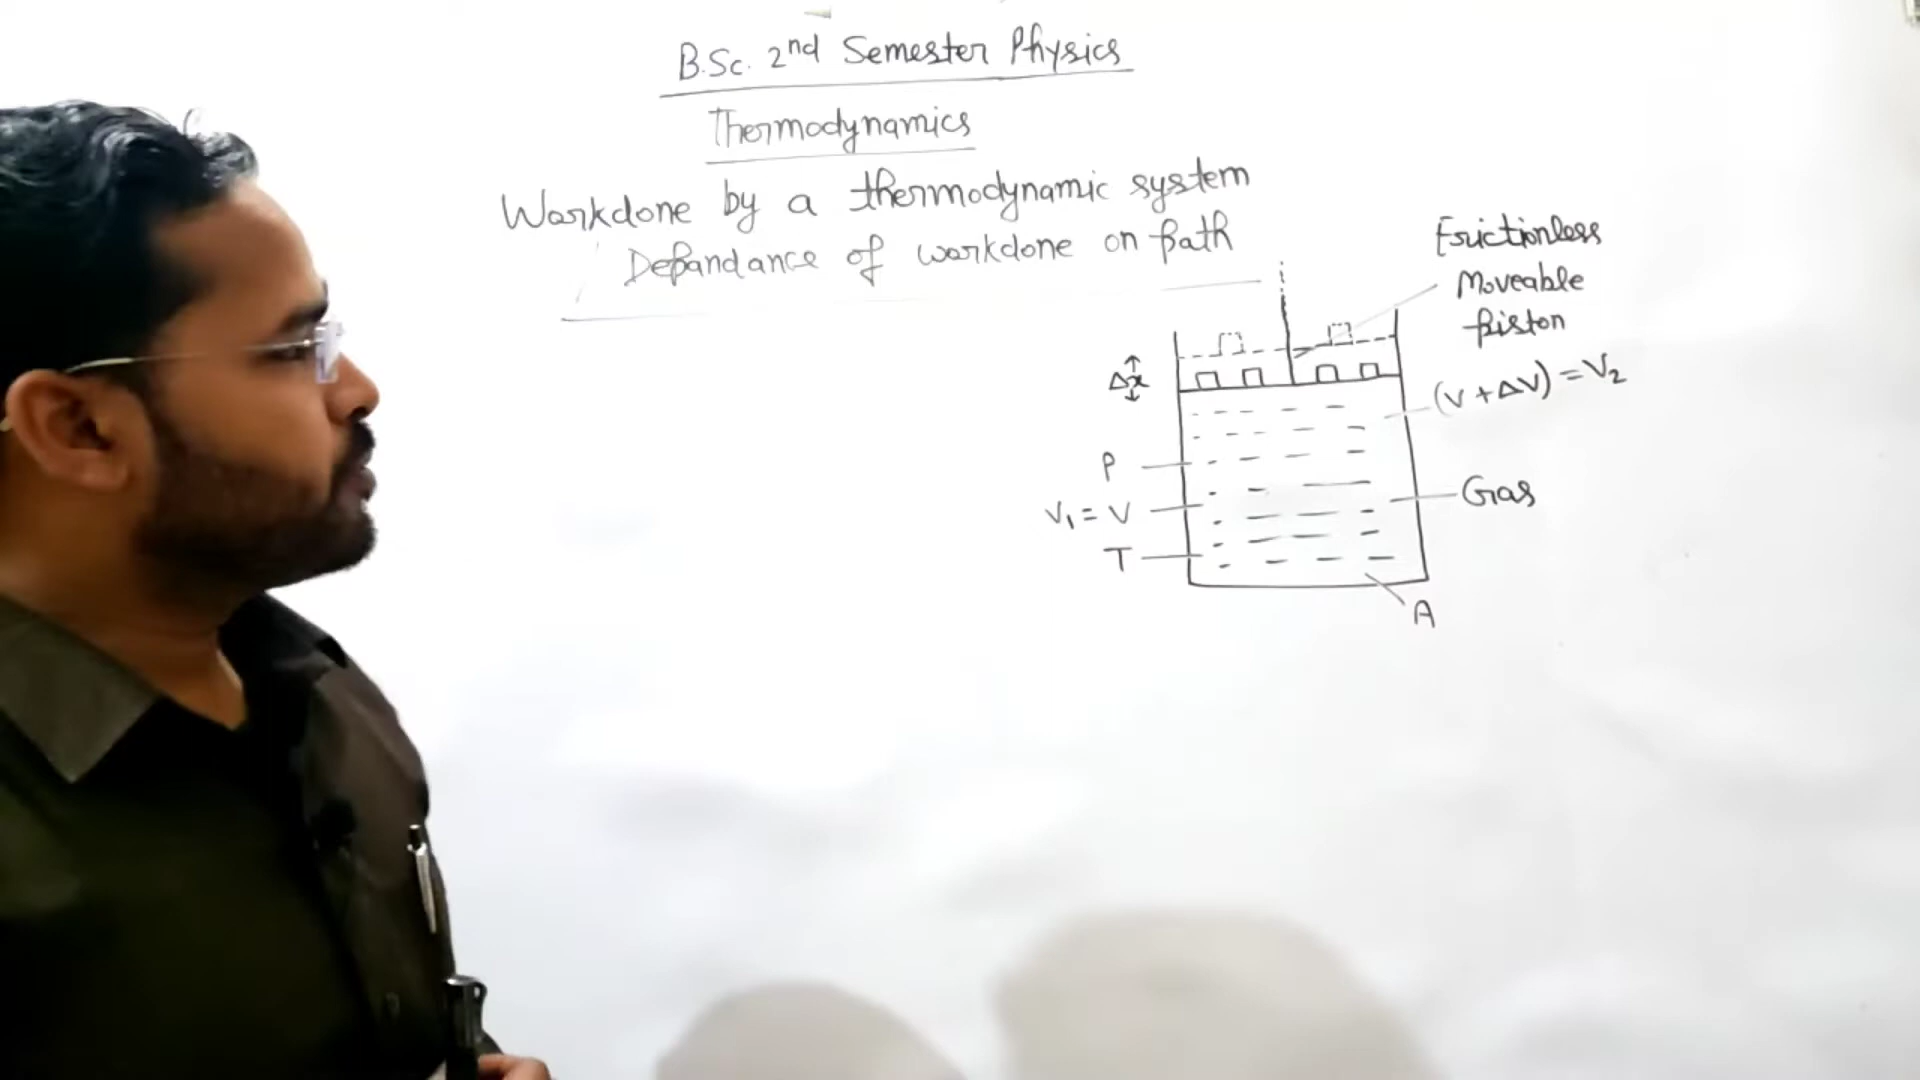 B.Sc. 2nd Semester Physics
Thermodynamics
Workdone by a thermodynamic system
Depandance of workdone on path
Frictionless
Moveable
piston
Δx
(V + ΔV) = V₂
P
V₁ = V
Gas
T
A